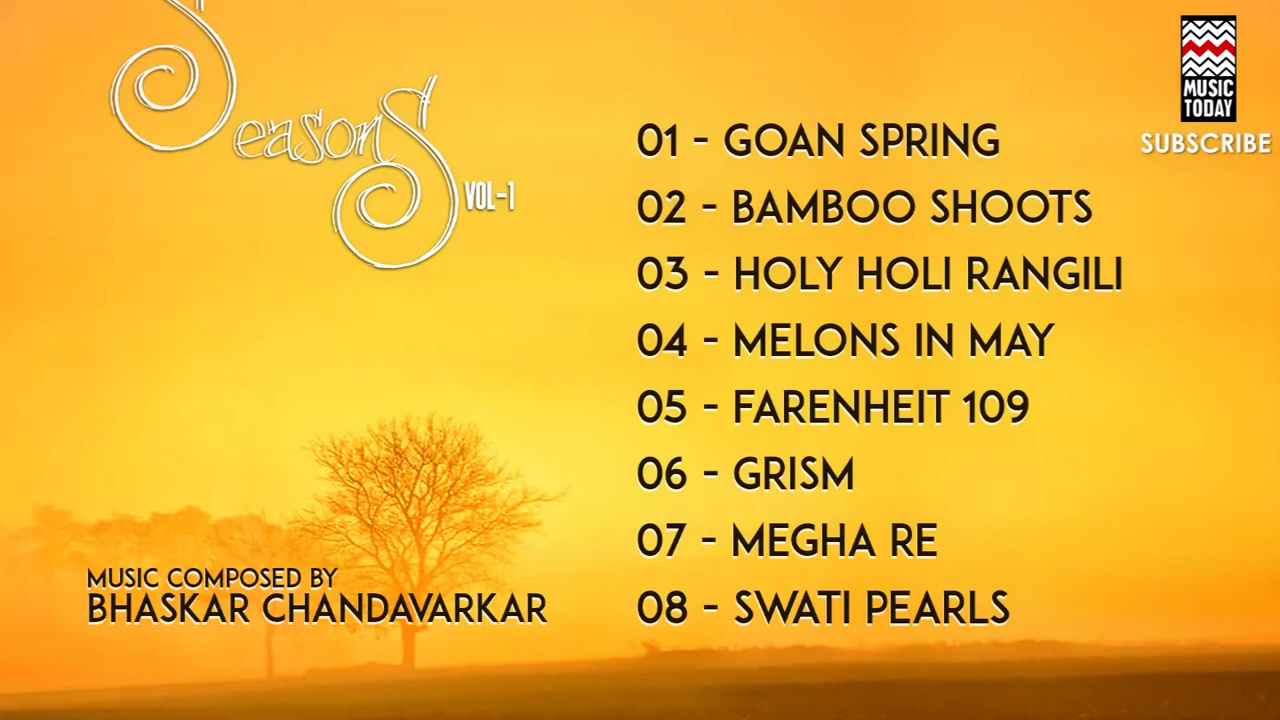 SeasonS
VOL-1
MUSIC
TODAY
SUBSCRIBE
01 - GOAN SPRING
02 - BAMBOO SHOOTS
03 - HOLY HOLI RANGILI
04 - MELONS IN MAY
05 - FARENHEIT 109
06 - GRISM
07 - MEGHA RE
08 - SWATI PEARLS
MUSIC COMPOSED BY
BHASKAR CHANDAVARKAR